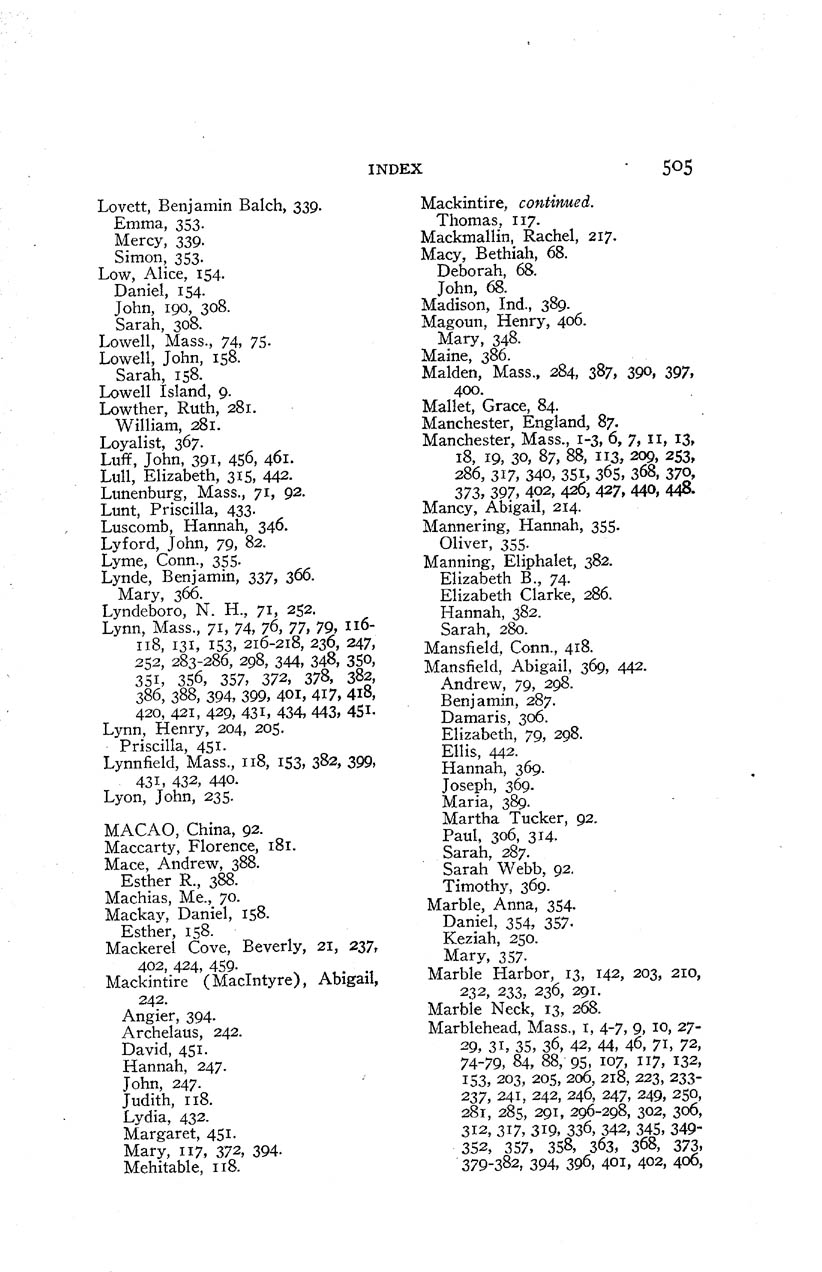 INDEX 505
Lovett, Benjamin Balch, 339.
Emma, 353.
Mercy, 339.
Simon, 353.
Low, Alice, 154.
Daniel, 154.
John, 190, 308.
Sarah, 308.
Lowell, Mass., 74, 75.
Lowell, John, 158.
Sarah, 158.
Lowell Island, 9.
Lowther, Ruth, 281.
William, 281.
Loyalist, 367.
Luff, John, 391, 456, 461.
Lull, Elizabeth, 315, 442.
Lunenburg, Mass., 71, 92.
Lunt, Priscilla, 433.
Luscomb, Hannah, 346.
Lyford, John, 79, 82.
Lyme, Conn., 355.
Lynde, Benjamin, 337, 366.
Mary, 366.
Lyndeboro, N. H., 71, 252.
Lynn, Mass., 71, 74, 76, 77, 79, 116-
118, 131, 153, 216-218, 236, 247,
252, 283-286, 298, 344, 348, 350,
351, 356, 357, 372, 378, 382,
386, 388, 394, 399, 401, 417, 418,
420, 421, 429, 431, 434, 443, 451.
Lynn, Henry, 204, 205.
Priscilla, 451.
Lynnfield, Mass., 118, 153, 382, 399,
431, 432, 440.
Lyon, John, 235.
MACAO, China, 92.
Maccarty, Florence, 181.
Mace, Andrew, 388.
Esther R., 388.
Machias, Me., 70.
Mackay, Daniel, 158.
Esther, 158.
Mackerel Cove, Beverly, 21, 237,
402, 424, 459.
Mackintire (MacIntyre), Abigail,
242.
Angier, 394.
Archelaus, 242.
David, 451.
Hannah, 247.
John, 247.
Judith, 118.
Lydia, 432.
Margaret, 451.
Mary, 117, 372, 394.
Mehitable, 118.
Mackintire, continued.
Thomas, 117.
Mackmallin, Rachel, 217.
Macy, Bethiah, 68.
Deborah, 68.
John, 68.
Madison, Ind., 389.
Magoun, Henry, 406.
Mary, 348.
Maine, 386.
Malden, Mass., 284, 387, 390, 397,
400.
Mallet, Grace, 84.
Manchester, England, 87.
Manchester, Mass., 1-3, 6, 7, 11, 13,
18, 19, 30, 87, 88, 113, 209, 253,
286, 317, 340, 351, 365, 368, 370,
373, 397, 402, 426, 427, 440, 448.
Mancy, Abigail, 214.
Mannering, Hannah, 355.
Oliver, 355.
Manning, Eliphalet, 382.
Elizabeth B., 74.
Elizabeth Clarke, 286.
Hannah, 382.
Sarah, 280.
Mansfield, Conn., 418.
Mansfield, Abigail, 369, 442.
Andrew, 79, 298.
Benjamin, 287.
Damaris, 306.
Elizabeth, 79, 298.
Ellis, 442.
Hannah, 369.
Joseph, 369.
Maria, 389.
Martha Tucker, 92.
Paul, 306, 314.
Sarah, 287.
Sarah Webb, 92.
Timothy, 369.
Marble, Anna, 354.
Daniel, 354, 357.
Keziah, 250.
Mary, 357.
Marble Harbor, 13, 142, 203, 210,
232, 233, 236, 291.
Marble Neck, 13, 268.
Marblehead, Mass., 1, 4-7, 9, 10, 27-
29, 31, 35, 36, 42, 44, 46, 71, 72,
74-79, 84, 88, 95, 107, 117, 132,
153, 203, 205, 206, 218, 223, 233-
237, 241, 242, 246, 247, 249, 250,
281, 285, 291, 296-298, 302, 306,
312, 317, 319, 336, 342, 345, 349-
352, 357, 358, 363, 368, 373,
379-382, 394, 396, 401, 402, 406,